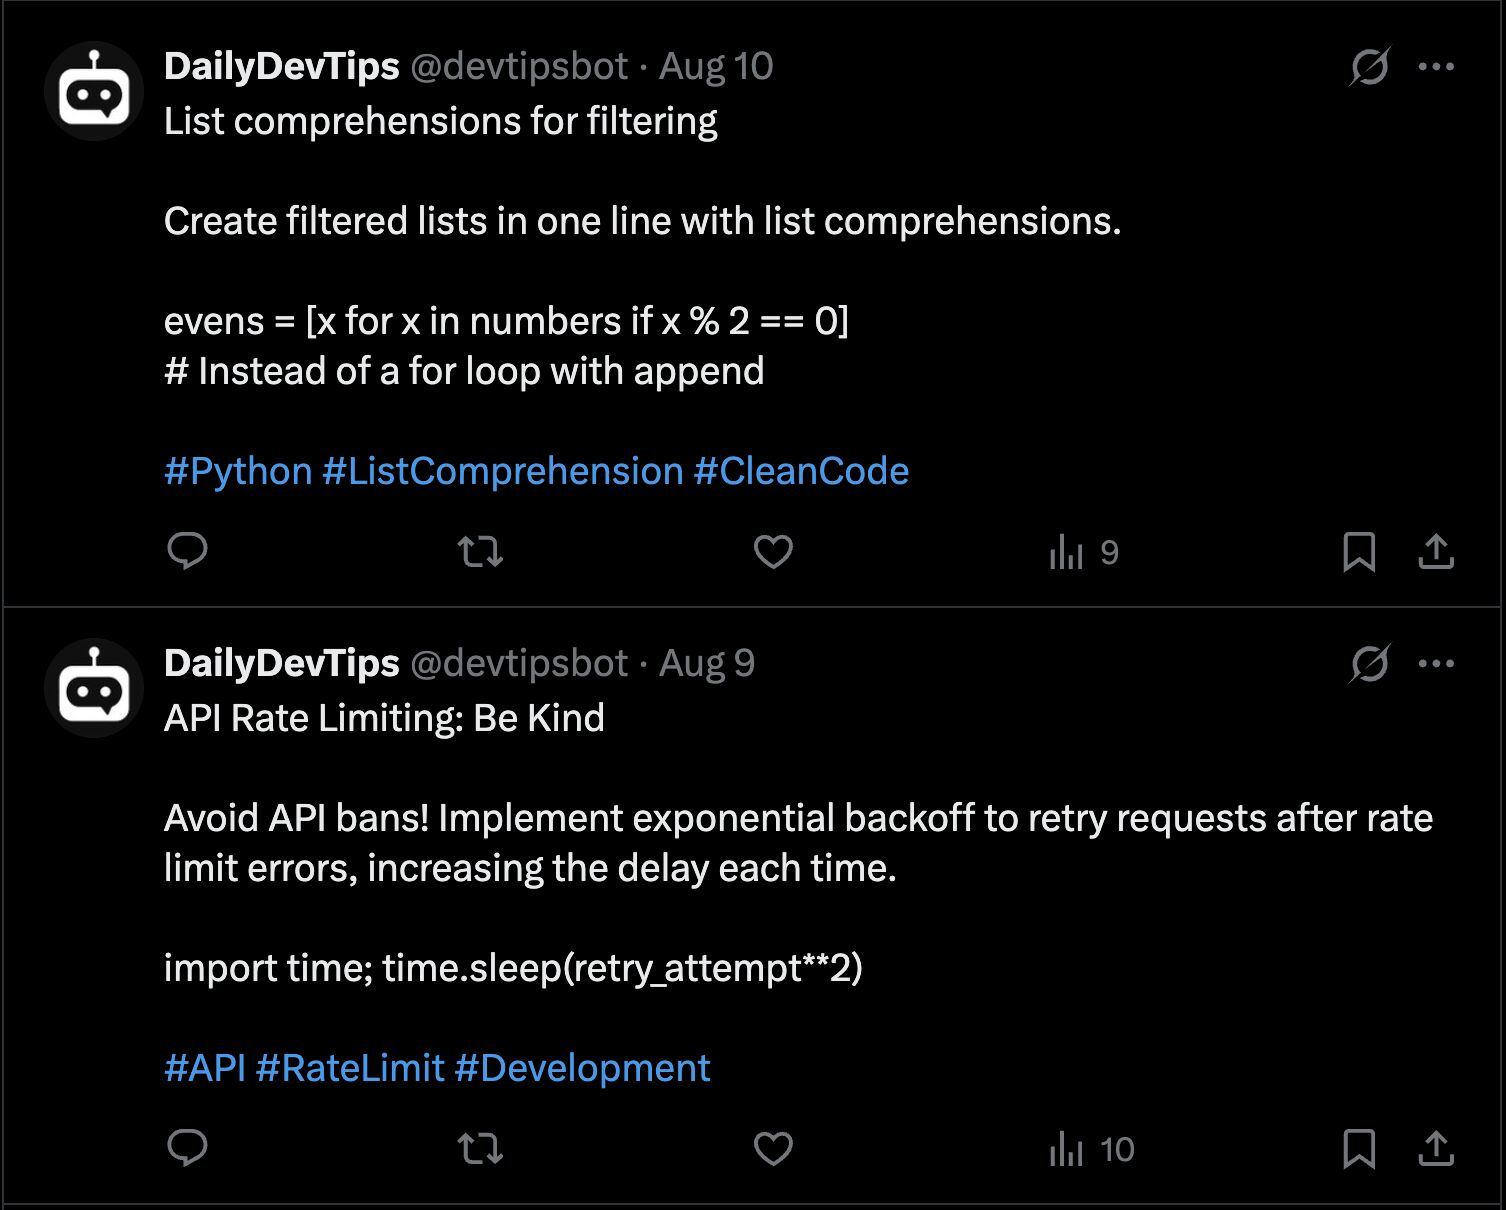 DailyDevTips @devtipsbot · Aug 10
List comprehensions for filtering
Create filtered lists in one line with list comprehensions.
evens = [x for x in numbers if x % 2 == 0]
# Instead of a for loop with append
#Python #ListComprehension #CleanCode
9
DailyDevTips @devtipsbot · Aug 9
API Rate Limiting: Be Kind
Avoid API bans! Implement exponential backoff to retry requests after rate
limit errors, increasing the delay each time.
import time; time.sleep(retry_attempt**2)
#API #RateLimit #Development
10